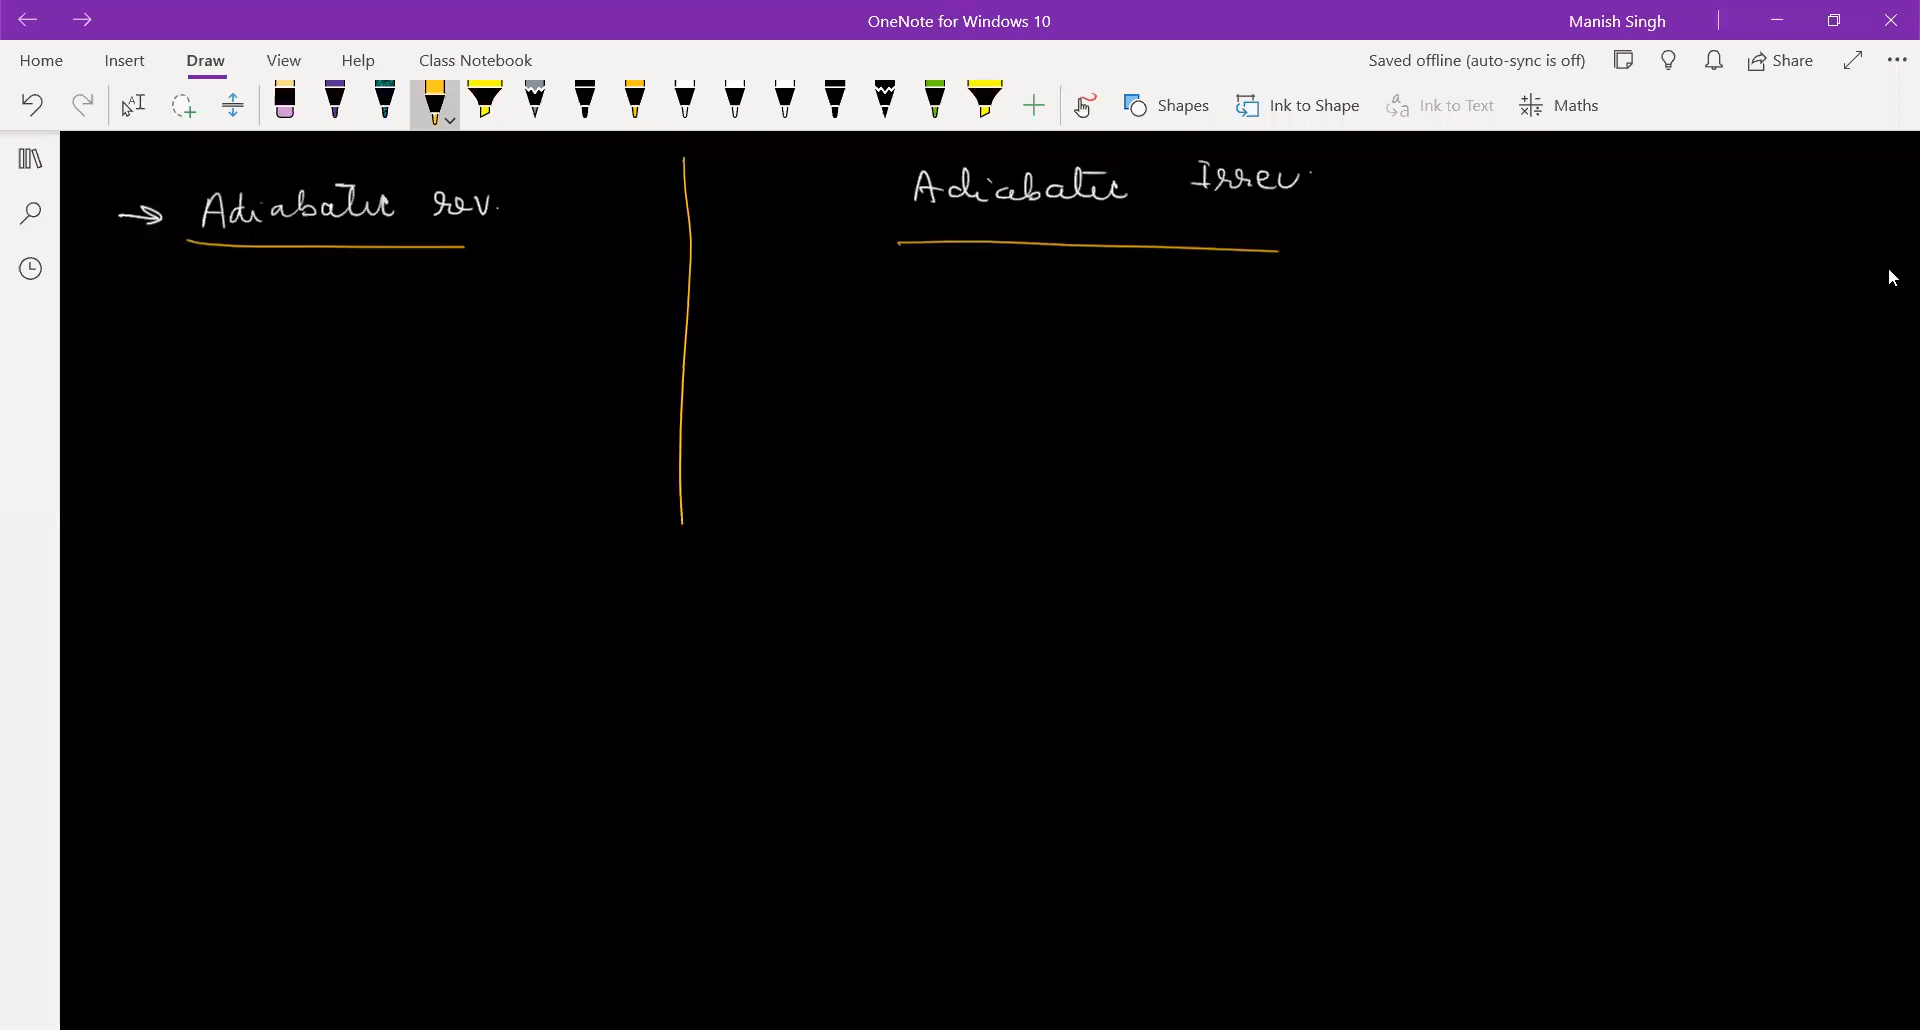 OneNote for Windows 10
Manish Singh
Home Insert Draw View Help Class Notebook
Saved offline (auto-sync is off) Share
Shapes Ink to Shape Ink to Text Maths
→ Adiabatic rev.
Adiabatic Irrev.